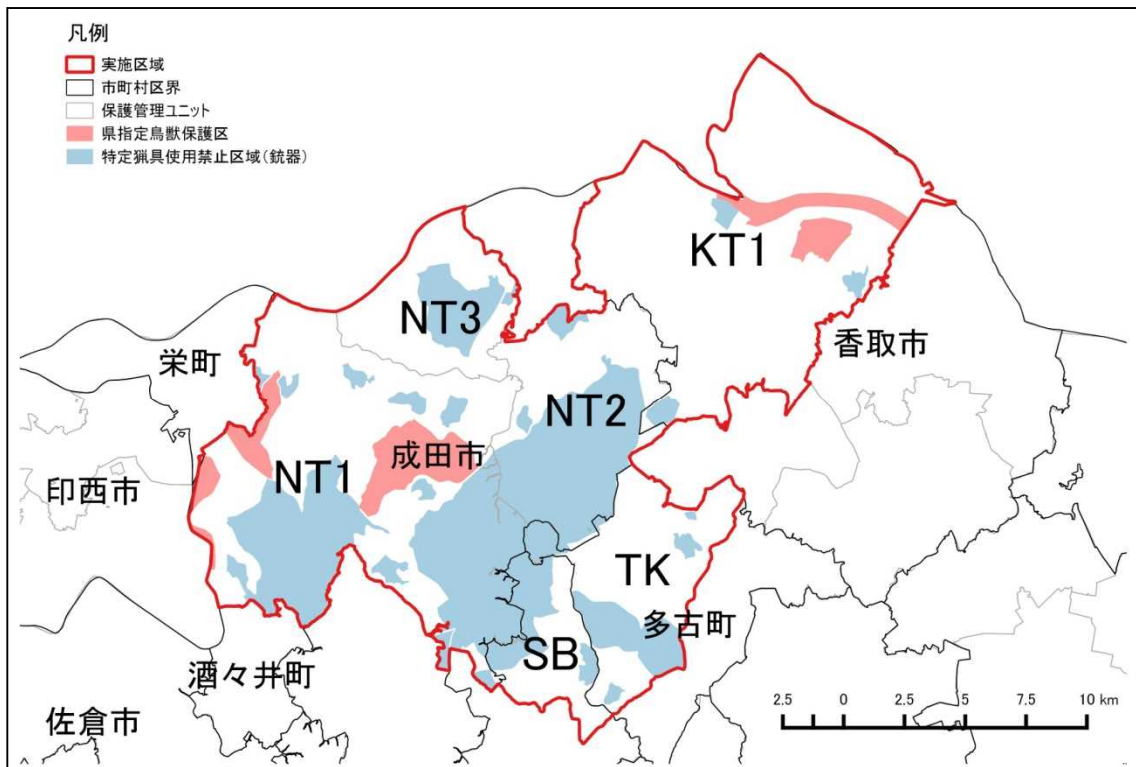 凡例
実施区域
市町村区界
保護管理ユニット
県指定鳥獣保護区
特定猟具使用禁止区域(銃器)
KT1
NT3
栄町
香取市
NT2
成田市
NT1
印西市
TK
多古町
SB
酒々井町
佐倉市
2.5 0 2.5 5 7.5 10 km